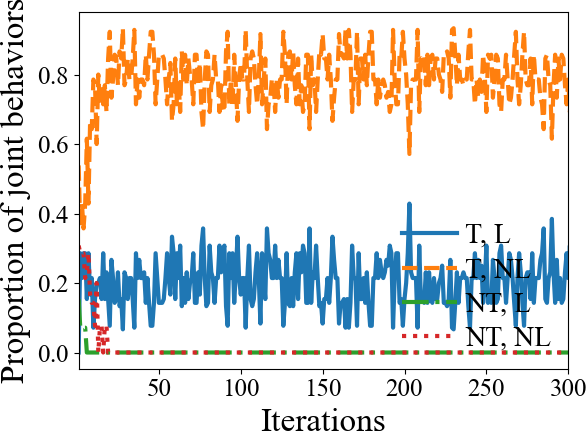 Proportion of joint behaviors
0.8
0.6
0.4
0.2
0.0
T, L
T, NL
NT, L
NT, NL
50
100
150
200
250
300
Iterations